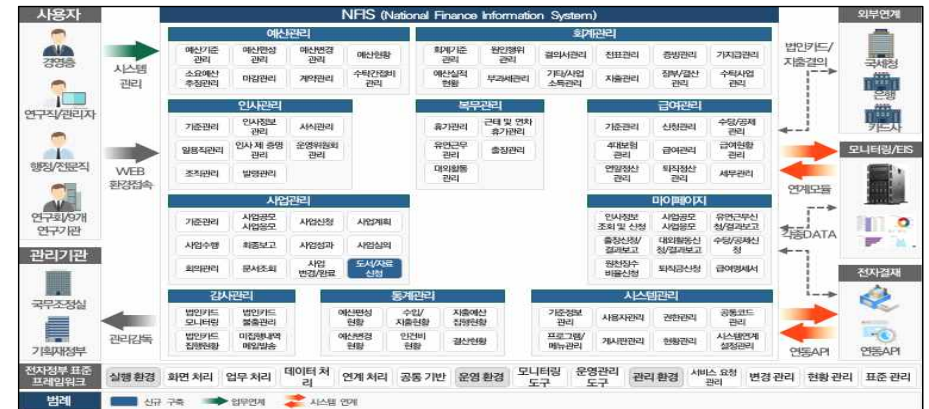 사용자
NFIS (National Finance Information System)
외부연계
예산관리
회계관리
경영층
시스템
관리
예산기준
관리
예산편성
관리
예산변경
관리
예산현황
소요예산
추정관리
마감관리
계약관리
수탁간접비
관리
회계기준
관리
원인행위
관리
결의서관리
전표관리
증빙관리
가지급관리
예산실적
현황
부과세관리
기타/사업
소득관리
지출관리
장부/결산
관리
수탁사업
관리
법인카드/
지출결의
국세청
은행
카드사
연구직/관리자
인사관리
복무관리
급여관리
기준관리
인사정보
관리
서식관리
일용직관리
인사 제 증명
관리
운영위원회
관리
조직관리
발령관리
휴가관리
근태 및 연차
휴가관리
유연근무
관리
출장관리
대외활동
관리
기준관리
신청관리
수당/공제
관리
4대보험
관리
급여관리
급여현황
관리
연말정산
관리
퇴직정산
관리
세무관리
행정/전문직
WEB
환경접속
모니터링/EIS
연계모듈
연구회/9개
연구기관
사업관리
마이페이지
기준관리
사업공모
사업응모
사업신청
사업계획
사업수행
최종보고
사업성과
사업심의
회의관리
문서조회
사업
변경/완료
도서/자료
신청
인사정보
조회 및 신청
사업공모
사업응모
유연근무신
청/결과보고
출장신청/
결과보고
대외활동신
청/결과보고
수당/공제신
청
원천징수
비율신청
퇴직금신청
급여명세서
각종DATA
관리기관
국무조정실
기획재정부
관리감독
전자결재
감사관리
통계관리
시스템관리
법인카드
모니터링
법인카드
불출관리
법인카드
집행현황
미집행내역
메일발송
예산편성
현황
수입/
지출현황
지출예산
집행현황
예산변경
현황
인건비
현황
결산현황
기준정보
관리
사용자관리
권한관리
공통코드
관리
프로그램/
메뉴관리
게시판관리
현황관리
시스템연계
설정관리
연동API
연동API
전자정부 표준
프레임워크
실행 환경
화면 처리
업무 처리
데이터 처
리
연계 처리
공통 기반
운영 환경
모니터링
도구
운영관리
도구
관리 환경
서비스 요청
관리
변경 관리
현황 관리
표준 관리
범례
신규 구축
업무연계
시스템 연계